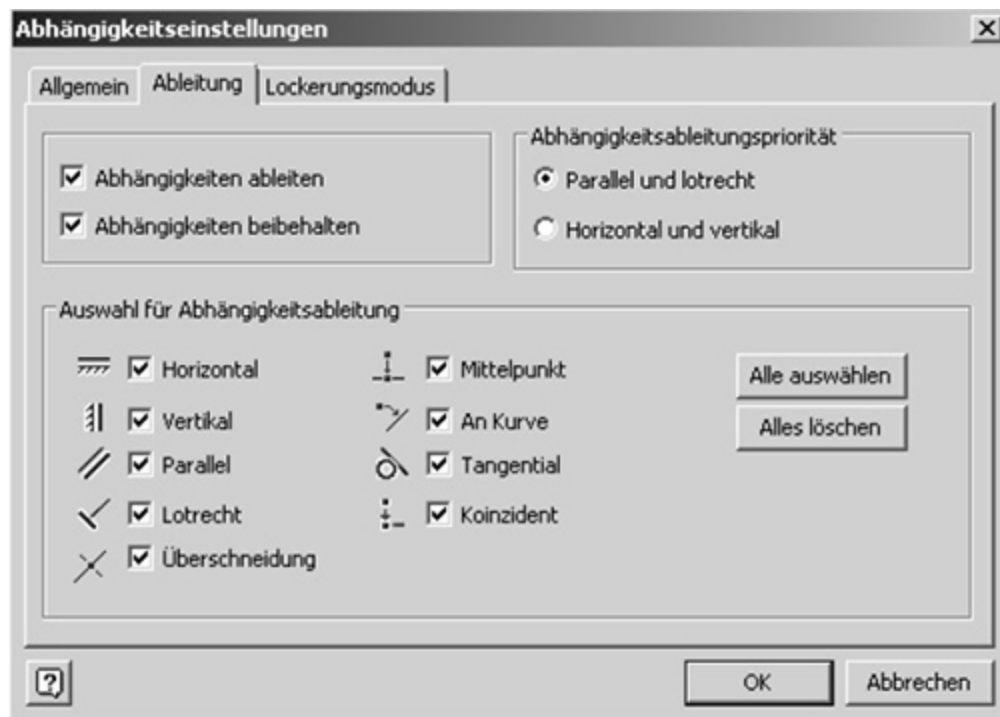 Abhängigkeitseinstellungen
Allgemein
Ableitung
Lockerungsmodus
Abhängigkeiten ableiten
Abhängigkeiten beibehalten
Abhängigkeitsableitungspriorität
Parallel und lotrecht
Horizontal und vertikal
Auswahl für Abhängigkeitsableitung
Horizontal
Vertikal
Parallel
Lotrecht
Überschneidung
Mittelpunkt
An Kurve
Tangential
Koinzident
Alle auswählen
Alles löschen
?
OK
Abbrechen